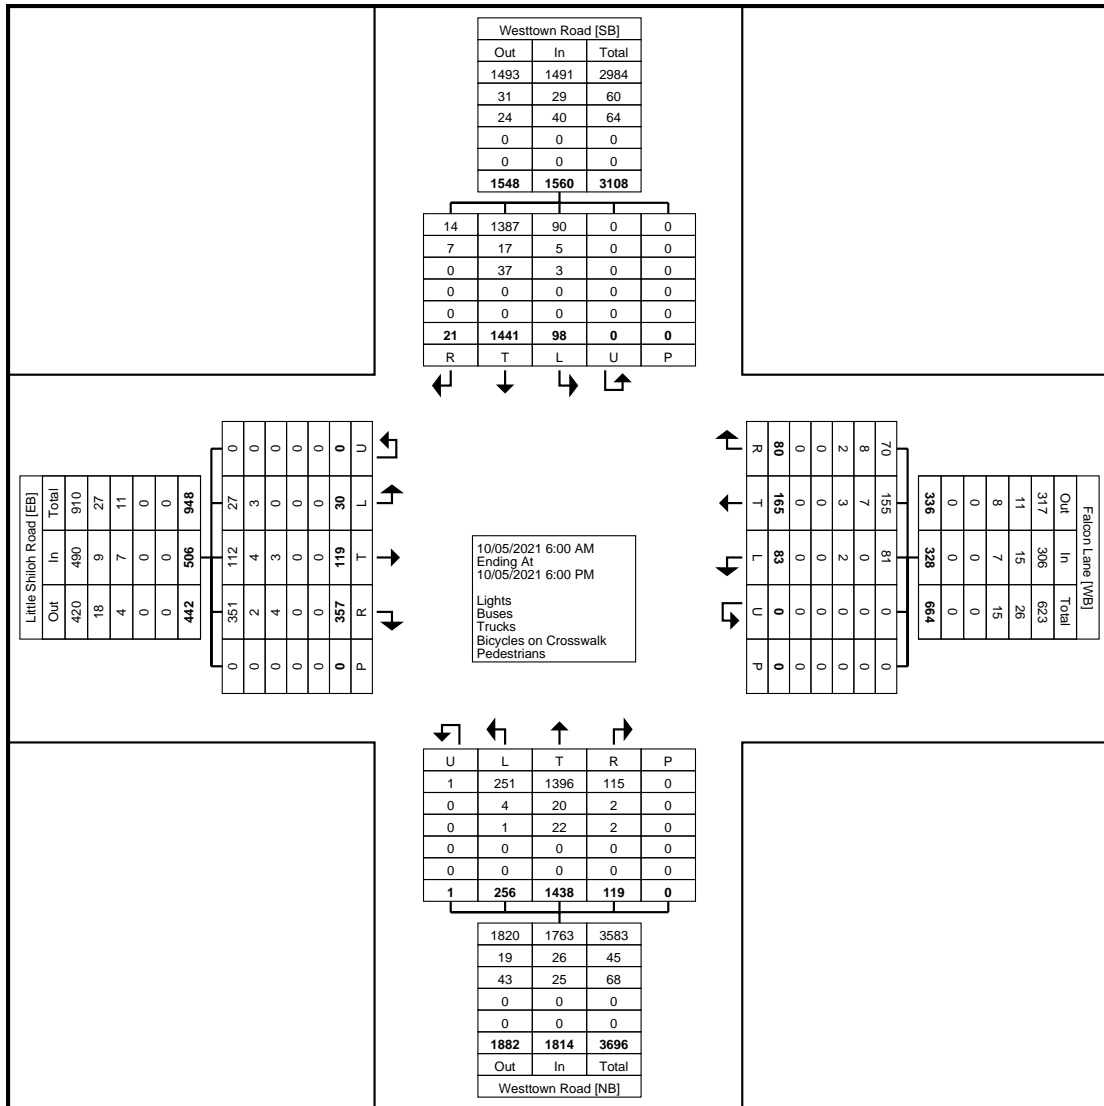 Westtown Road [SB]
Out In Total
1493 1491 2984
31 29 60
24 40 64
0 0 0
0 0 0
1548 1560 3108
14 1387 90 0 0
7 17 5 0 0
0 37 3 0 0
0 0 0 0 0
0 0 0 0 0
21 1441 98 0 0
R T L U P
Little Shiloh Road [EB]
Total In Out
910 490 420
27 9 18
11 7 4
0 0 0
0 0 0
948 506 442
0 27 112 351 0
0 3 4 2 0
0 0 3 4 0
0 0 0 0 0
0 0 0 0 0
0 30 119 357 0
U L T R P
10/05/2021 6:00 AM
Ending At
10/05/2021 6:00 PM
Lights
Buses
Trucks
Bicycles on Crosswalk
Pedestrians
Falcon Lane [WB]
Out In Total
317 306 623
11 15 26
8 7 15
0 0 0
0 0 0
336 328 664
70 155 81 0 0
8 7 0 0 0
2 3 2 0 0
0 0 0 0 0
0 0 0 0 0
80 165 83 0 0
R T L U P
U L T R P
1 251 1396 115 0
0 4 20 2 0
0 1 22 2 0
0 0 0 0 0
0 0 0 0 0
1 256 1438 119 0
1820 1763 3583
19 26 45
43 25 68
0 0 0
0 0 0
1882 1814 3696
Out In Total
Westtown Road [NB]